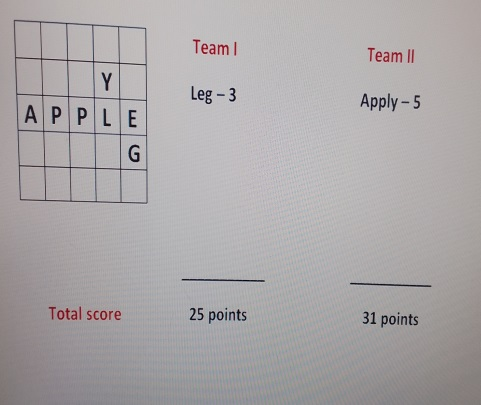 Team I
Team II
Leg – 3
Apply – 5
Y
A P P L E
G
Total score
25 points
31 points